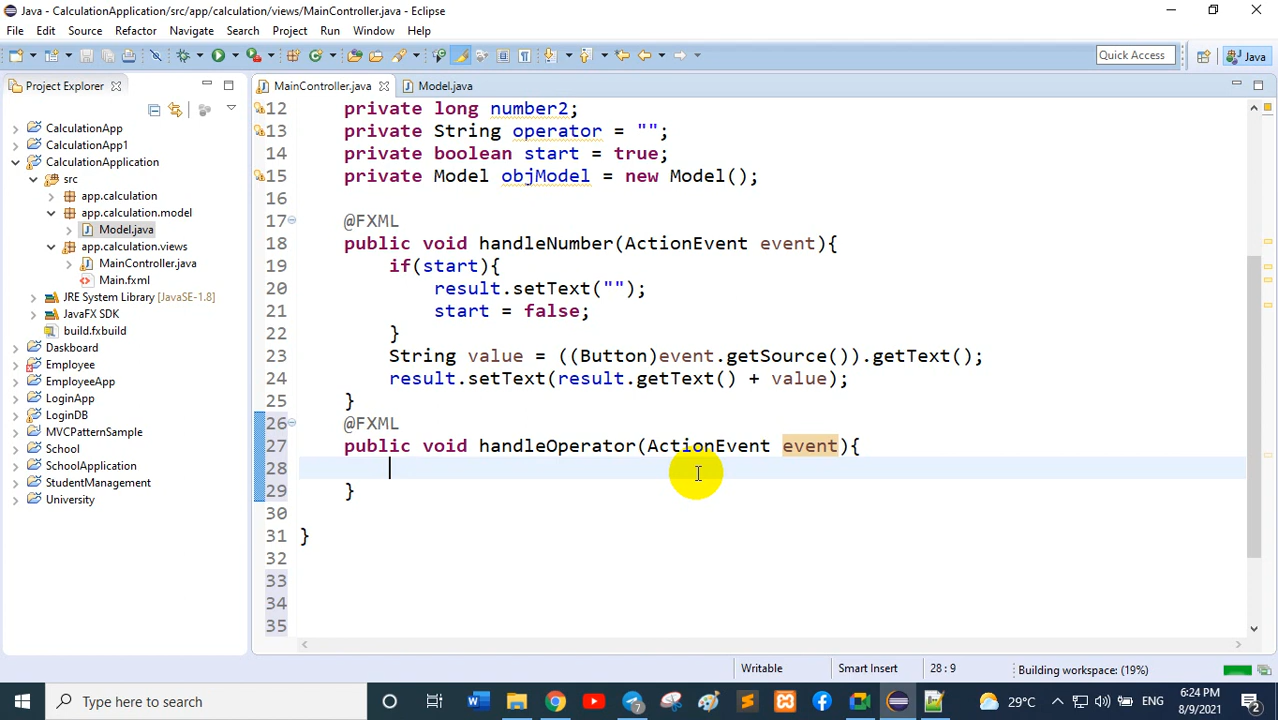 Java - CalculationApplication/src/app/calculation/views/MainController.java - Eclipse
File Edit Source Refactor Navigate Search Project Run Window Help
Quick Access
Java
Project Explorer
MainController.java
Model.java
CalculationApp
CalculationApp1
CalculationApplication
src
app.calculation
app.calculation.model
Model.java
app.calculation.views
MainController.java
Main.fxml
JRE System Library [JavaSE-1.8]
JavaFX SDK
build.fxbuild
Daskboard
Employee
EmployeeApp
LoginApp
LoginDB
MVCPatternSample
School
SchoolApplication
StudentManagement
University
12 private long number2;
13 private String operator = "";
14 private boolean start = true;
15 private Model objModel = new Model();
16
17 @FXML
18 public void handleNumber(ActionEvent event){
19 if(start){
20 result.setText("");
21 start = false;
22 }
23 String value = ((Button)event.getSource()).getText();
24 result.setText(result.getText() + value);
25 }
26 @FXML
27 public void handleOperator(ActionEvent event){
28
29 }
30
31 }
32
33
34
35
Writable
Smart Insert
28 : 9
Building workspace: (19%)
Type here to search
7
29°C
ENG
6:24 PM
8/9/2021
2